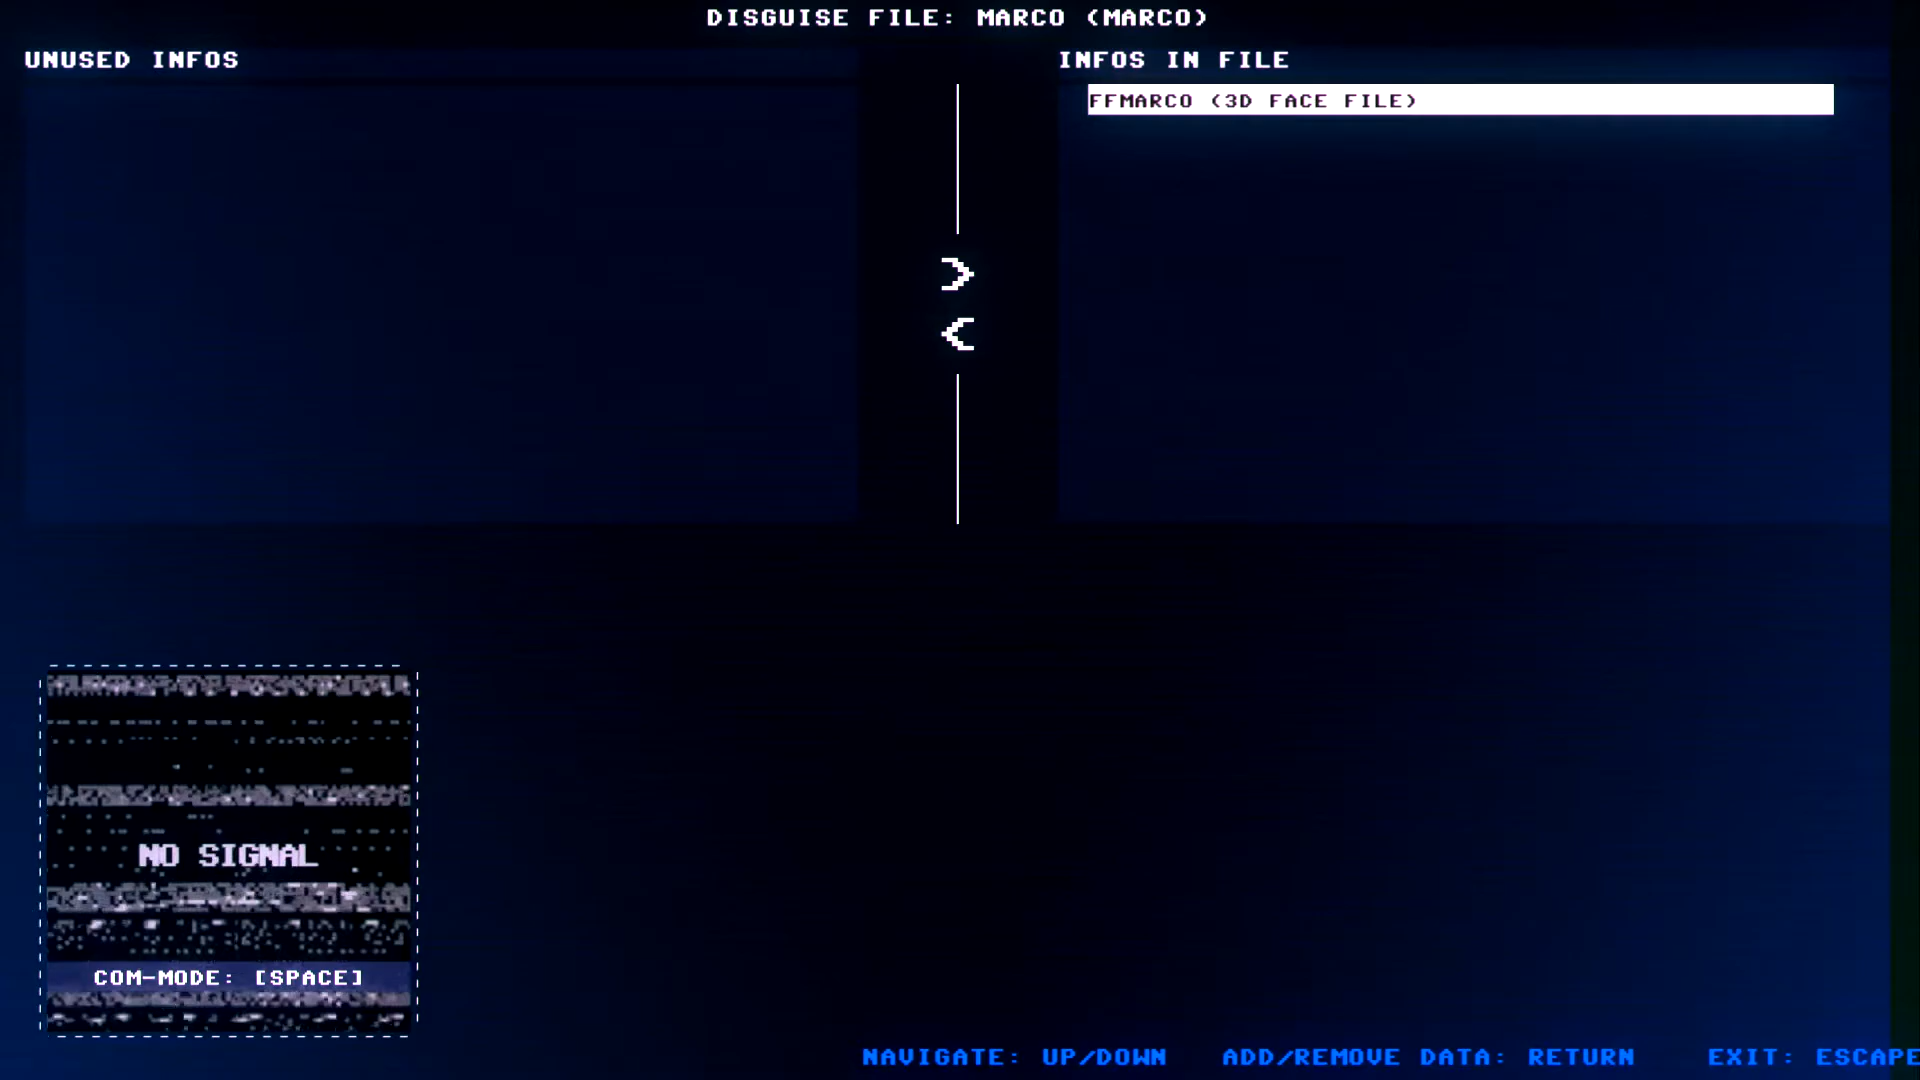 DISGUISE FILE: MARCO (MARCO)
UNUSED INFOS
INFOS IN FILE
FFMARCO (3D FACE FILE)
>
<
NO SIGNAL
COM-MODE: [SPACE]
NAVIGATE: UP/DOWN ADD/REMOVE DATA: RETURN EXIT: ESCAPE